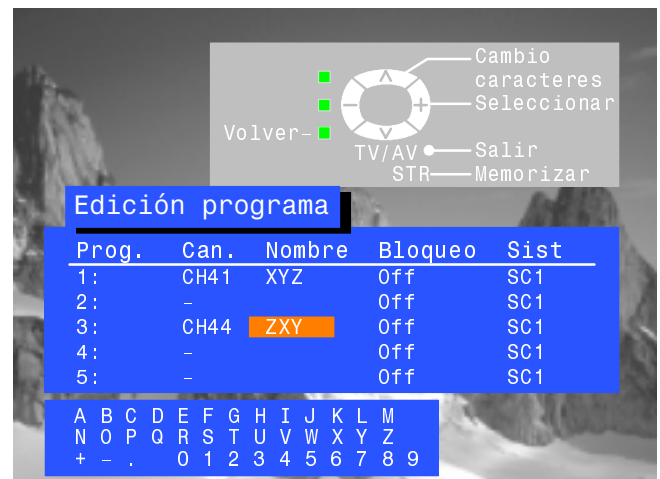 Cambio
caracteres
Seleccionar
Volver
TV/AV Salir
STR Memorizar
Edición programa
Prog. Can. Nombre Bloqueo Sist
1: CH41 XYZ Off SC1
2: - Off SC1
3: CH44 ZXY Off SC1
4: - Off SC1
5: - Off SC1
A B C D E F G H I J K L M
N O P Q R S T U V W X Y Z
+ - . 0 1 2 3 4 5 6 7 8 9